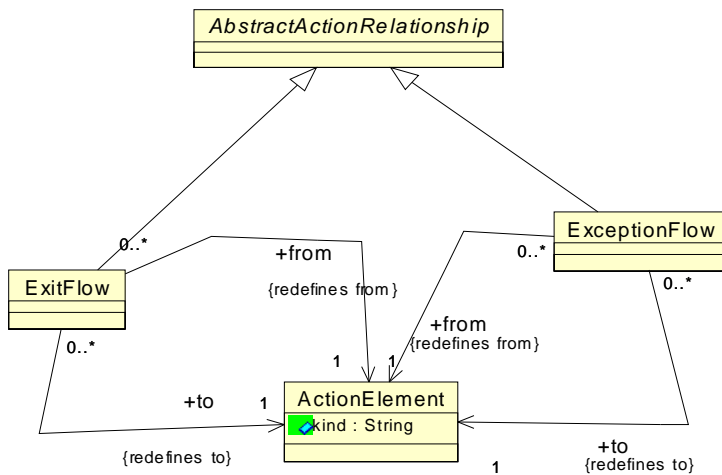 AbstractActionRelationship
ExceptionFlow
0..*
0..*
+from
0..*
ExitFlow
{redefines from}
0..*
+from
{redefines from}
0..*
1
1
ActionElement
+to
1
kind : String
+to
{redefines to}
{redefines to}
1